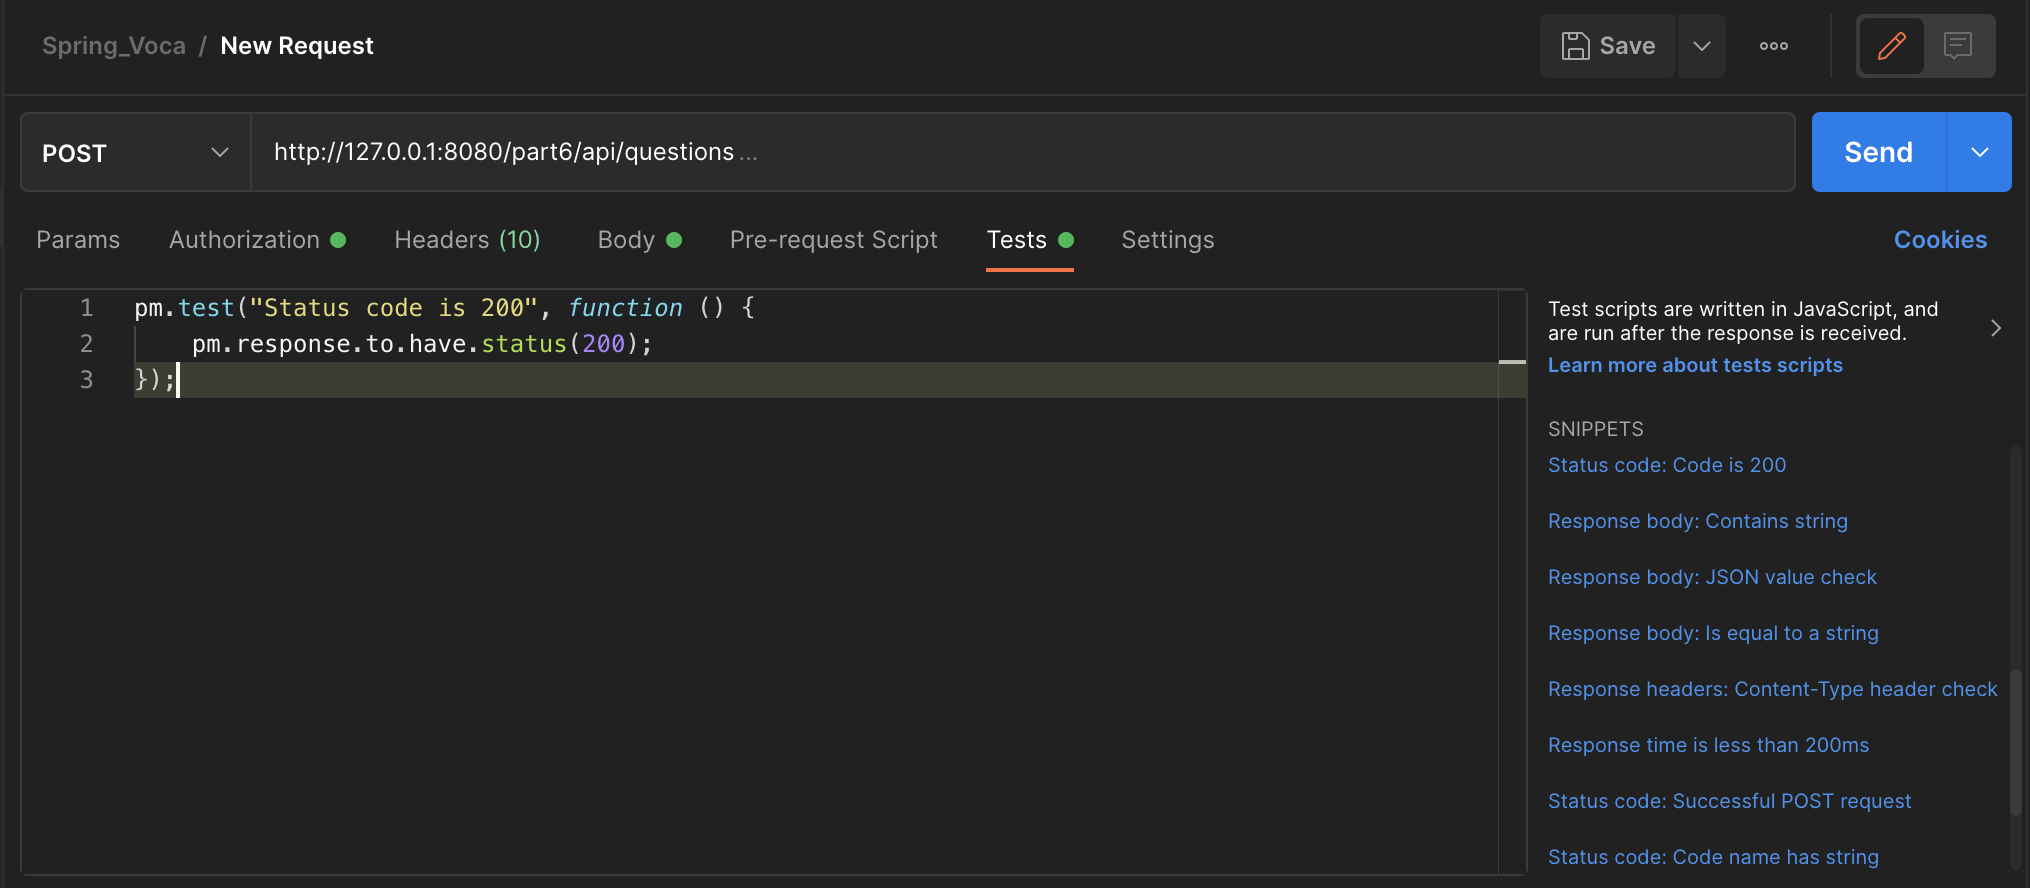 Spring_Voca / New Request
Save
POST
http://127.0.0.1:8080/part6/api/questions ...
Send
Params Authorization Headers (10) Body Pre-request Script Tests Settings Cookies
1 pm.test("Status code is 200", function () {
2 pm.response.to.have.status(200);
3 });
Test scripts are written in JavaScript, and
are run after the response is received.
Learn more about tests scripts
SNIPPETS
Status code: Code is 200
Response body: Contains string
Response body: JSON value check
Response body: Is equal to a string
Response headers: Content-Type header check
Response time is less than 200ms
Status code: Successful POST request
Status code: Code name has string